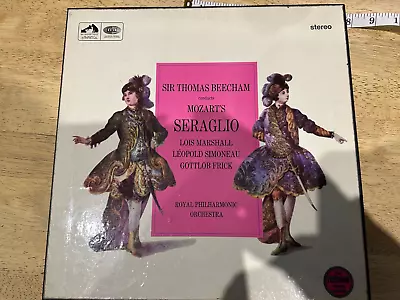 stereo
SIR THOMAS BEECHAM
conducts
MOZART'S
SERAGLIO
LOIS MARSHALL
LÉOPOLD SIMONEAU
GOTTLOB FRICK
ROYAL PHILHARMONIC
ORCHESTRA